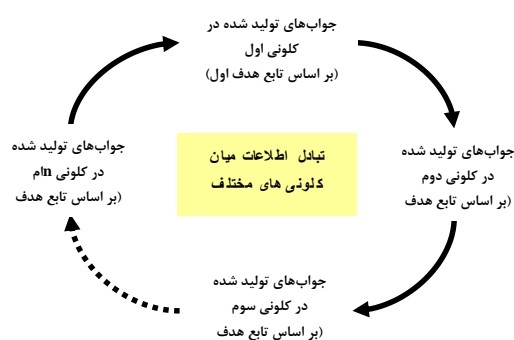 جواب‌های تولید شده در
کلونی اول
(بر اساس تابع هدف اول)
جواب‌های تولید شده
در کلونی دوم
(بر اساس تابع هدف
جواب‌های تولید شده
در کلونی سوم
(بر اساس تابع هدف
جواب‌های تولید شده
در کلونی nام
(بر اساس تابع هدف
تبادل اطلاعات میان
کلونی های مختلف